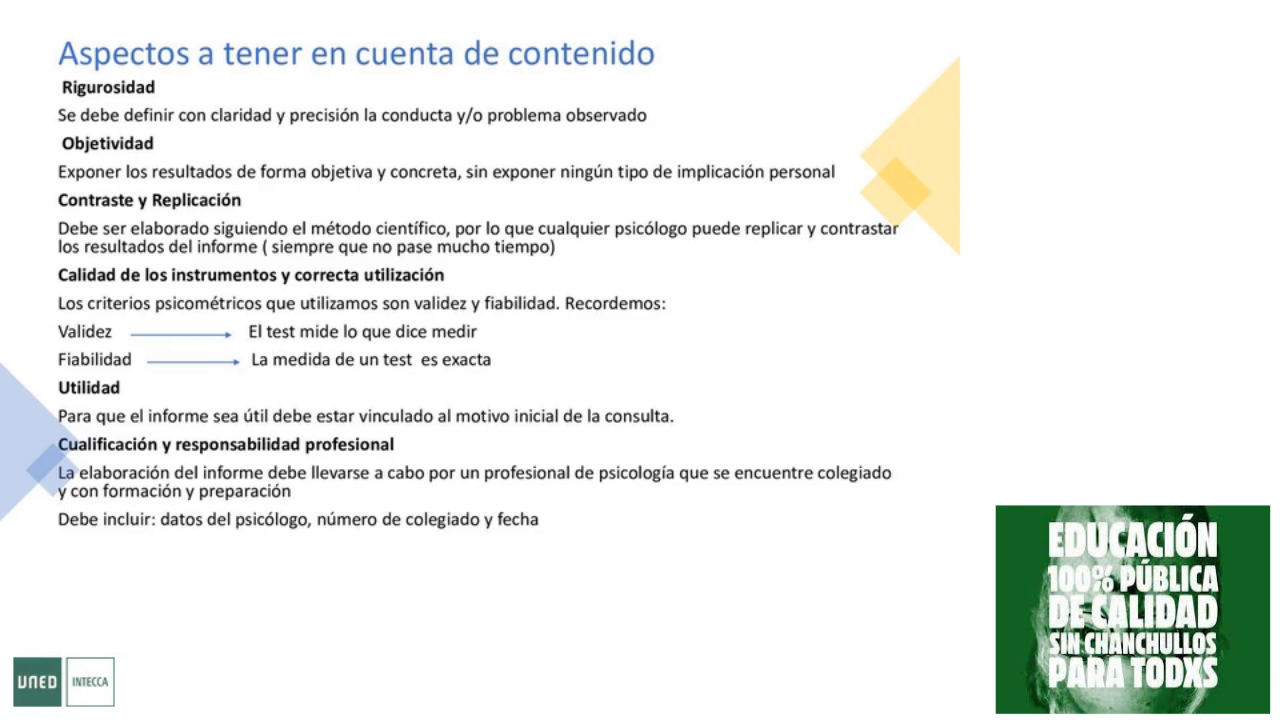 Aspectos a tener en cuenta de contenido
Rigurosidad
Se debe definir con claridad y precisión la conducta y/o problema observado
Objetividad
Exponer los resultados de forma objetiva y concreta, sin exponer ningún tipo de implicación personal
Contraste y Replicación
Debe ser elaborado siguiendo el método científico, por lo que cualquier psicólogo puede replicar y contrastar
los resultados del informe ( siempre que no pase mucho tiempo)
Calidad de los instrumentos y correcta utilización
Los criterios psicométricos que utilizamos son validez y fiabilidad. Recordemos:
Validez El test mide lo que dice medir
Fiabilidad La medida de un test es exacta
Utilidad
Para que el informe sea útil debe estar vinculado al motivo inicial de la consulta.
Cualificación y responsabilidad profesional
La elaboración del informe debe llevarse a cabo por un profesional de psicología que se encuentre colegiado
y con formación y preparación
Debe incluir: datos del psicólogo, número de colegiado y fecha
EDUCACIÓN
100% PÚBLICA
DE CALIDAD
SIN CHANCHULLOS
PARA TODXS
UNED INTECCA